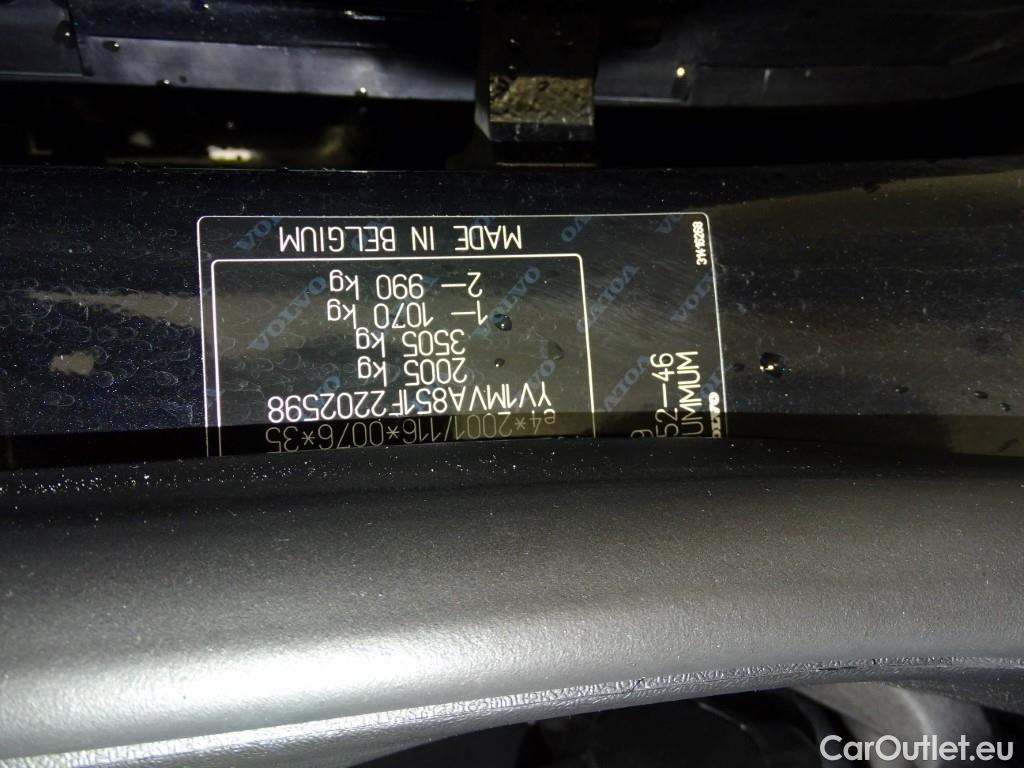 e4*2001/116*0076*35
YV1MVA851F2202598
2005 kg
3505 kg
1— 1070 kg
2— 990 kg
MADE IN BELGIUM
VOLVO
52—46
31416268
CarOutlet.eu